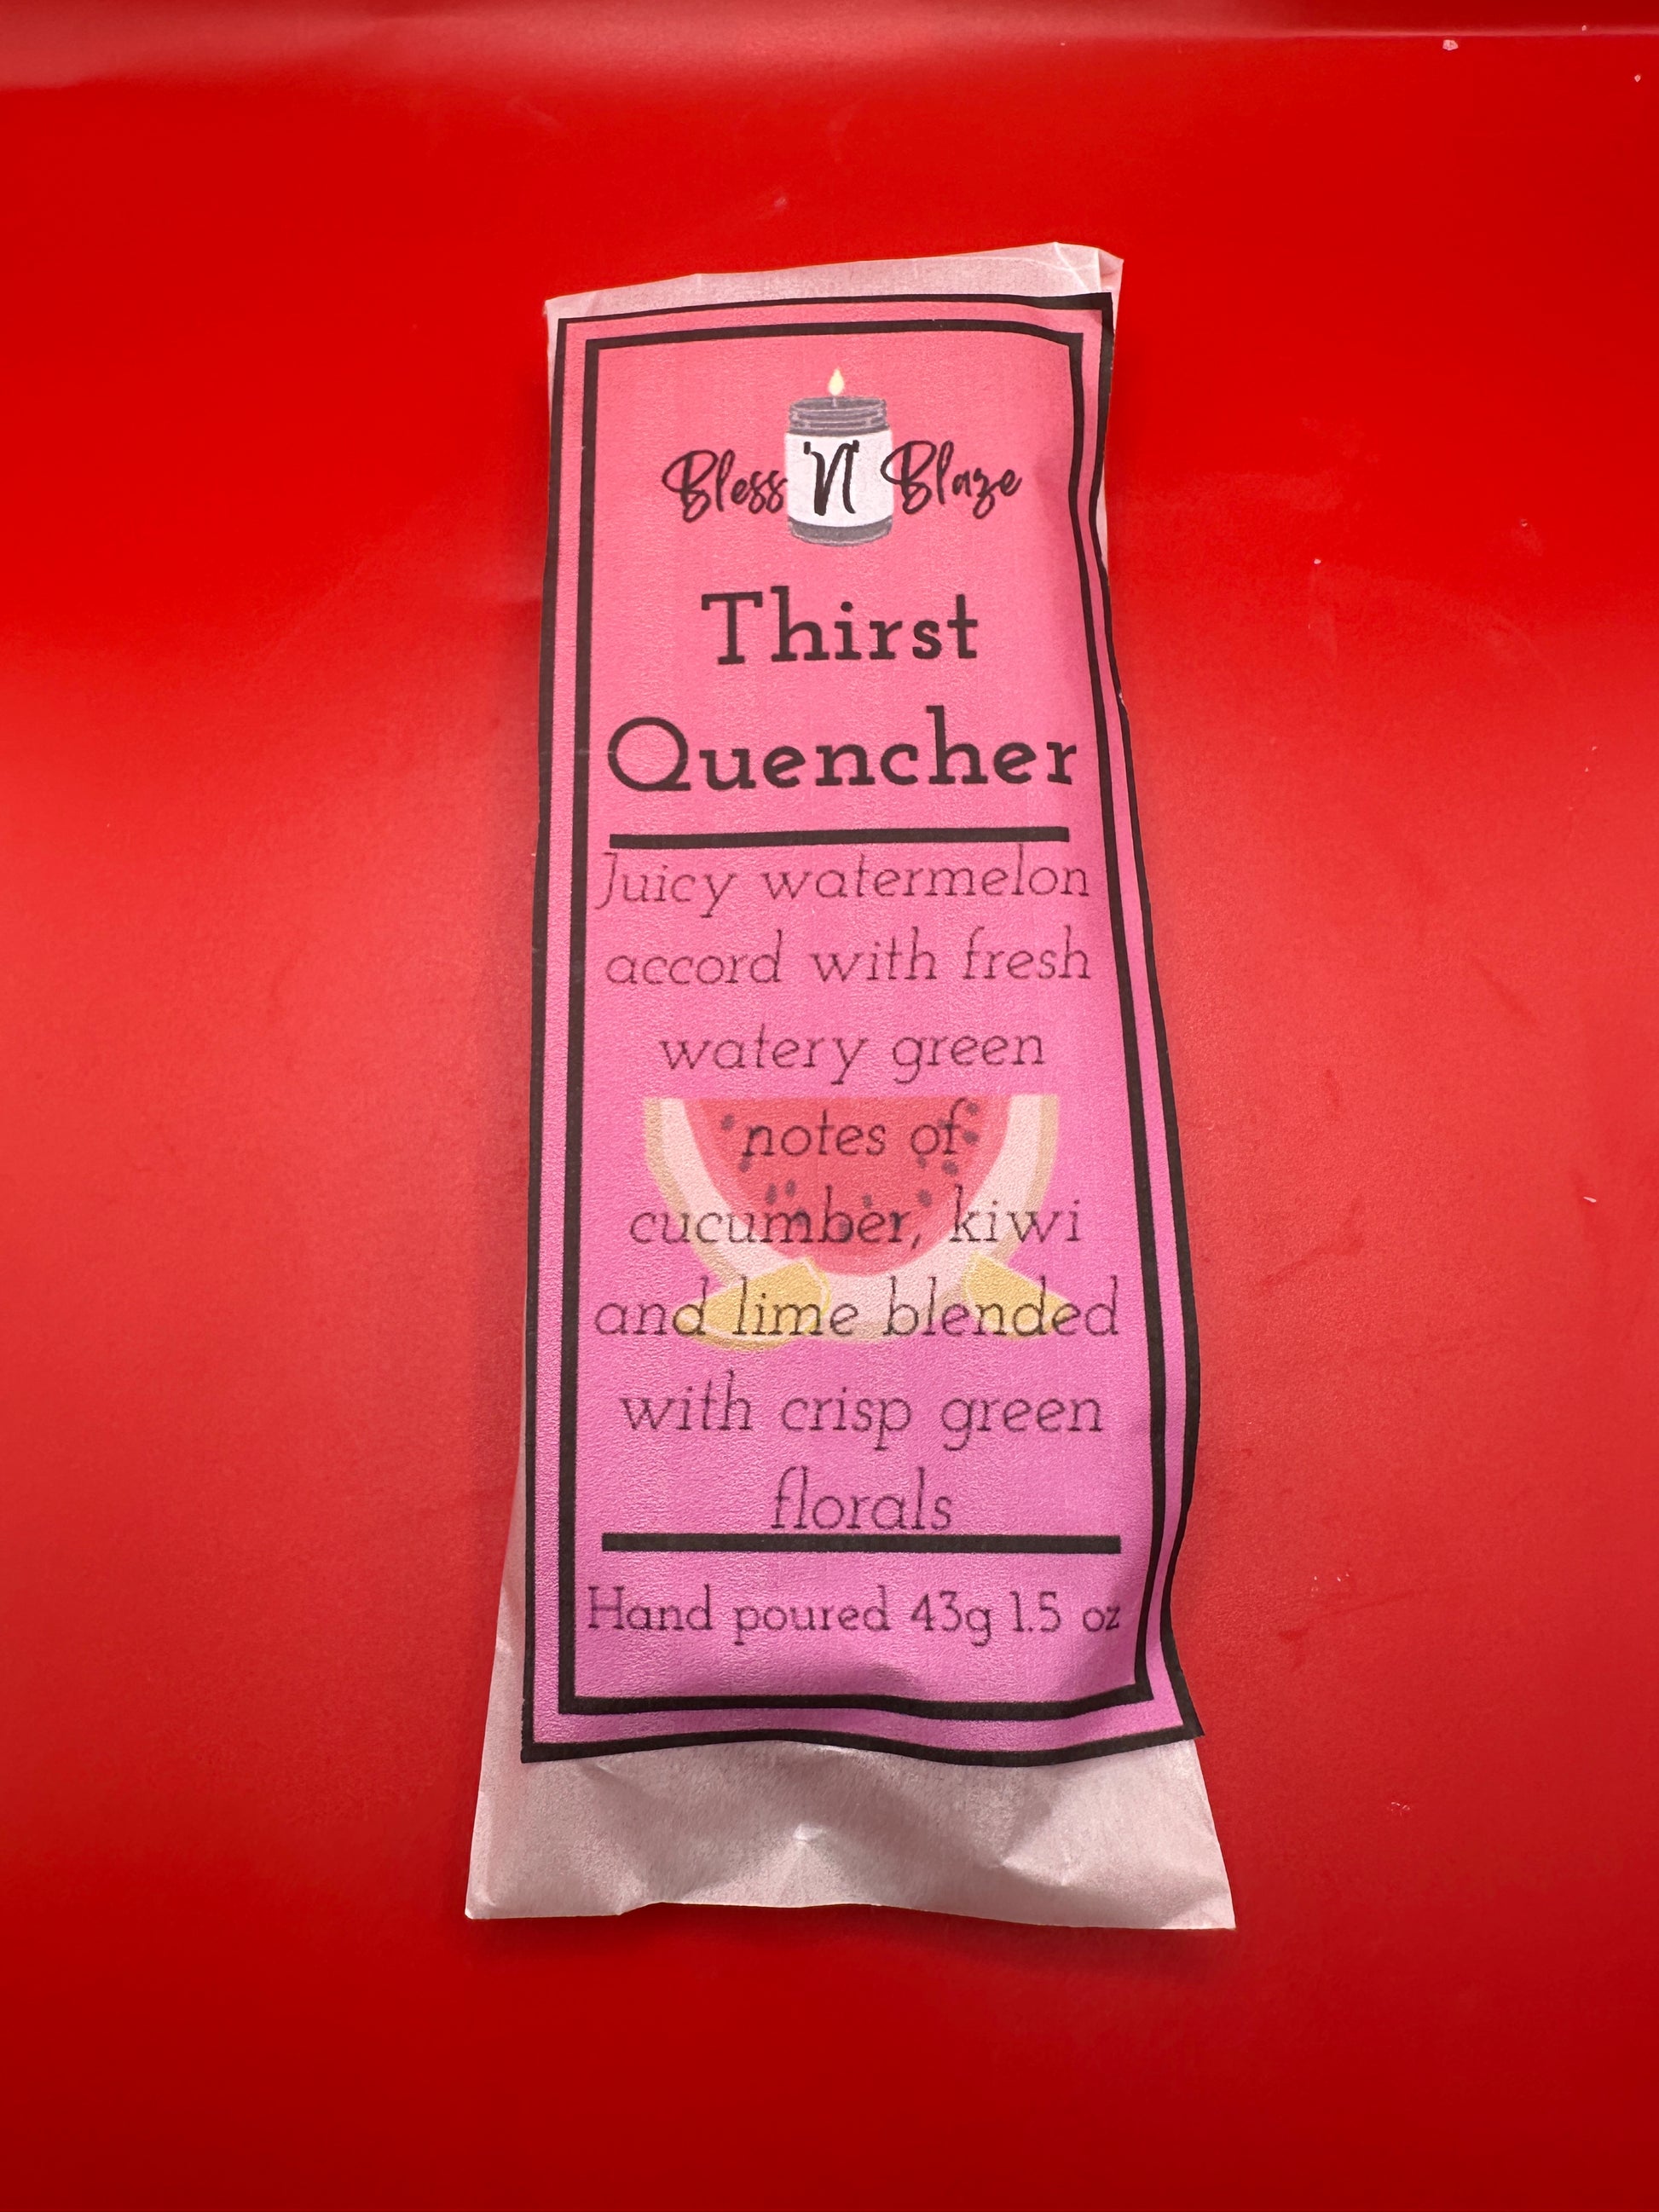 Bless 'N' Blaze
Thirst
Quencher
Juicy watermelon
accord with fresh
watery green
notes of
cucumber, kiwi
and lime blended
with crisp green
florals
Hand poured 43g 1.5 oz